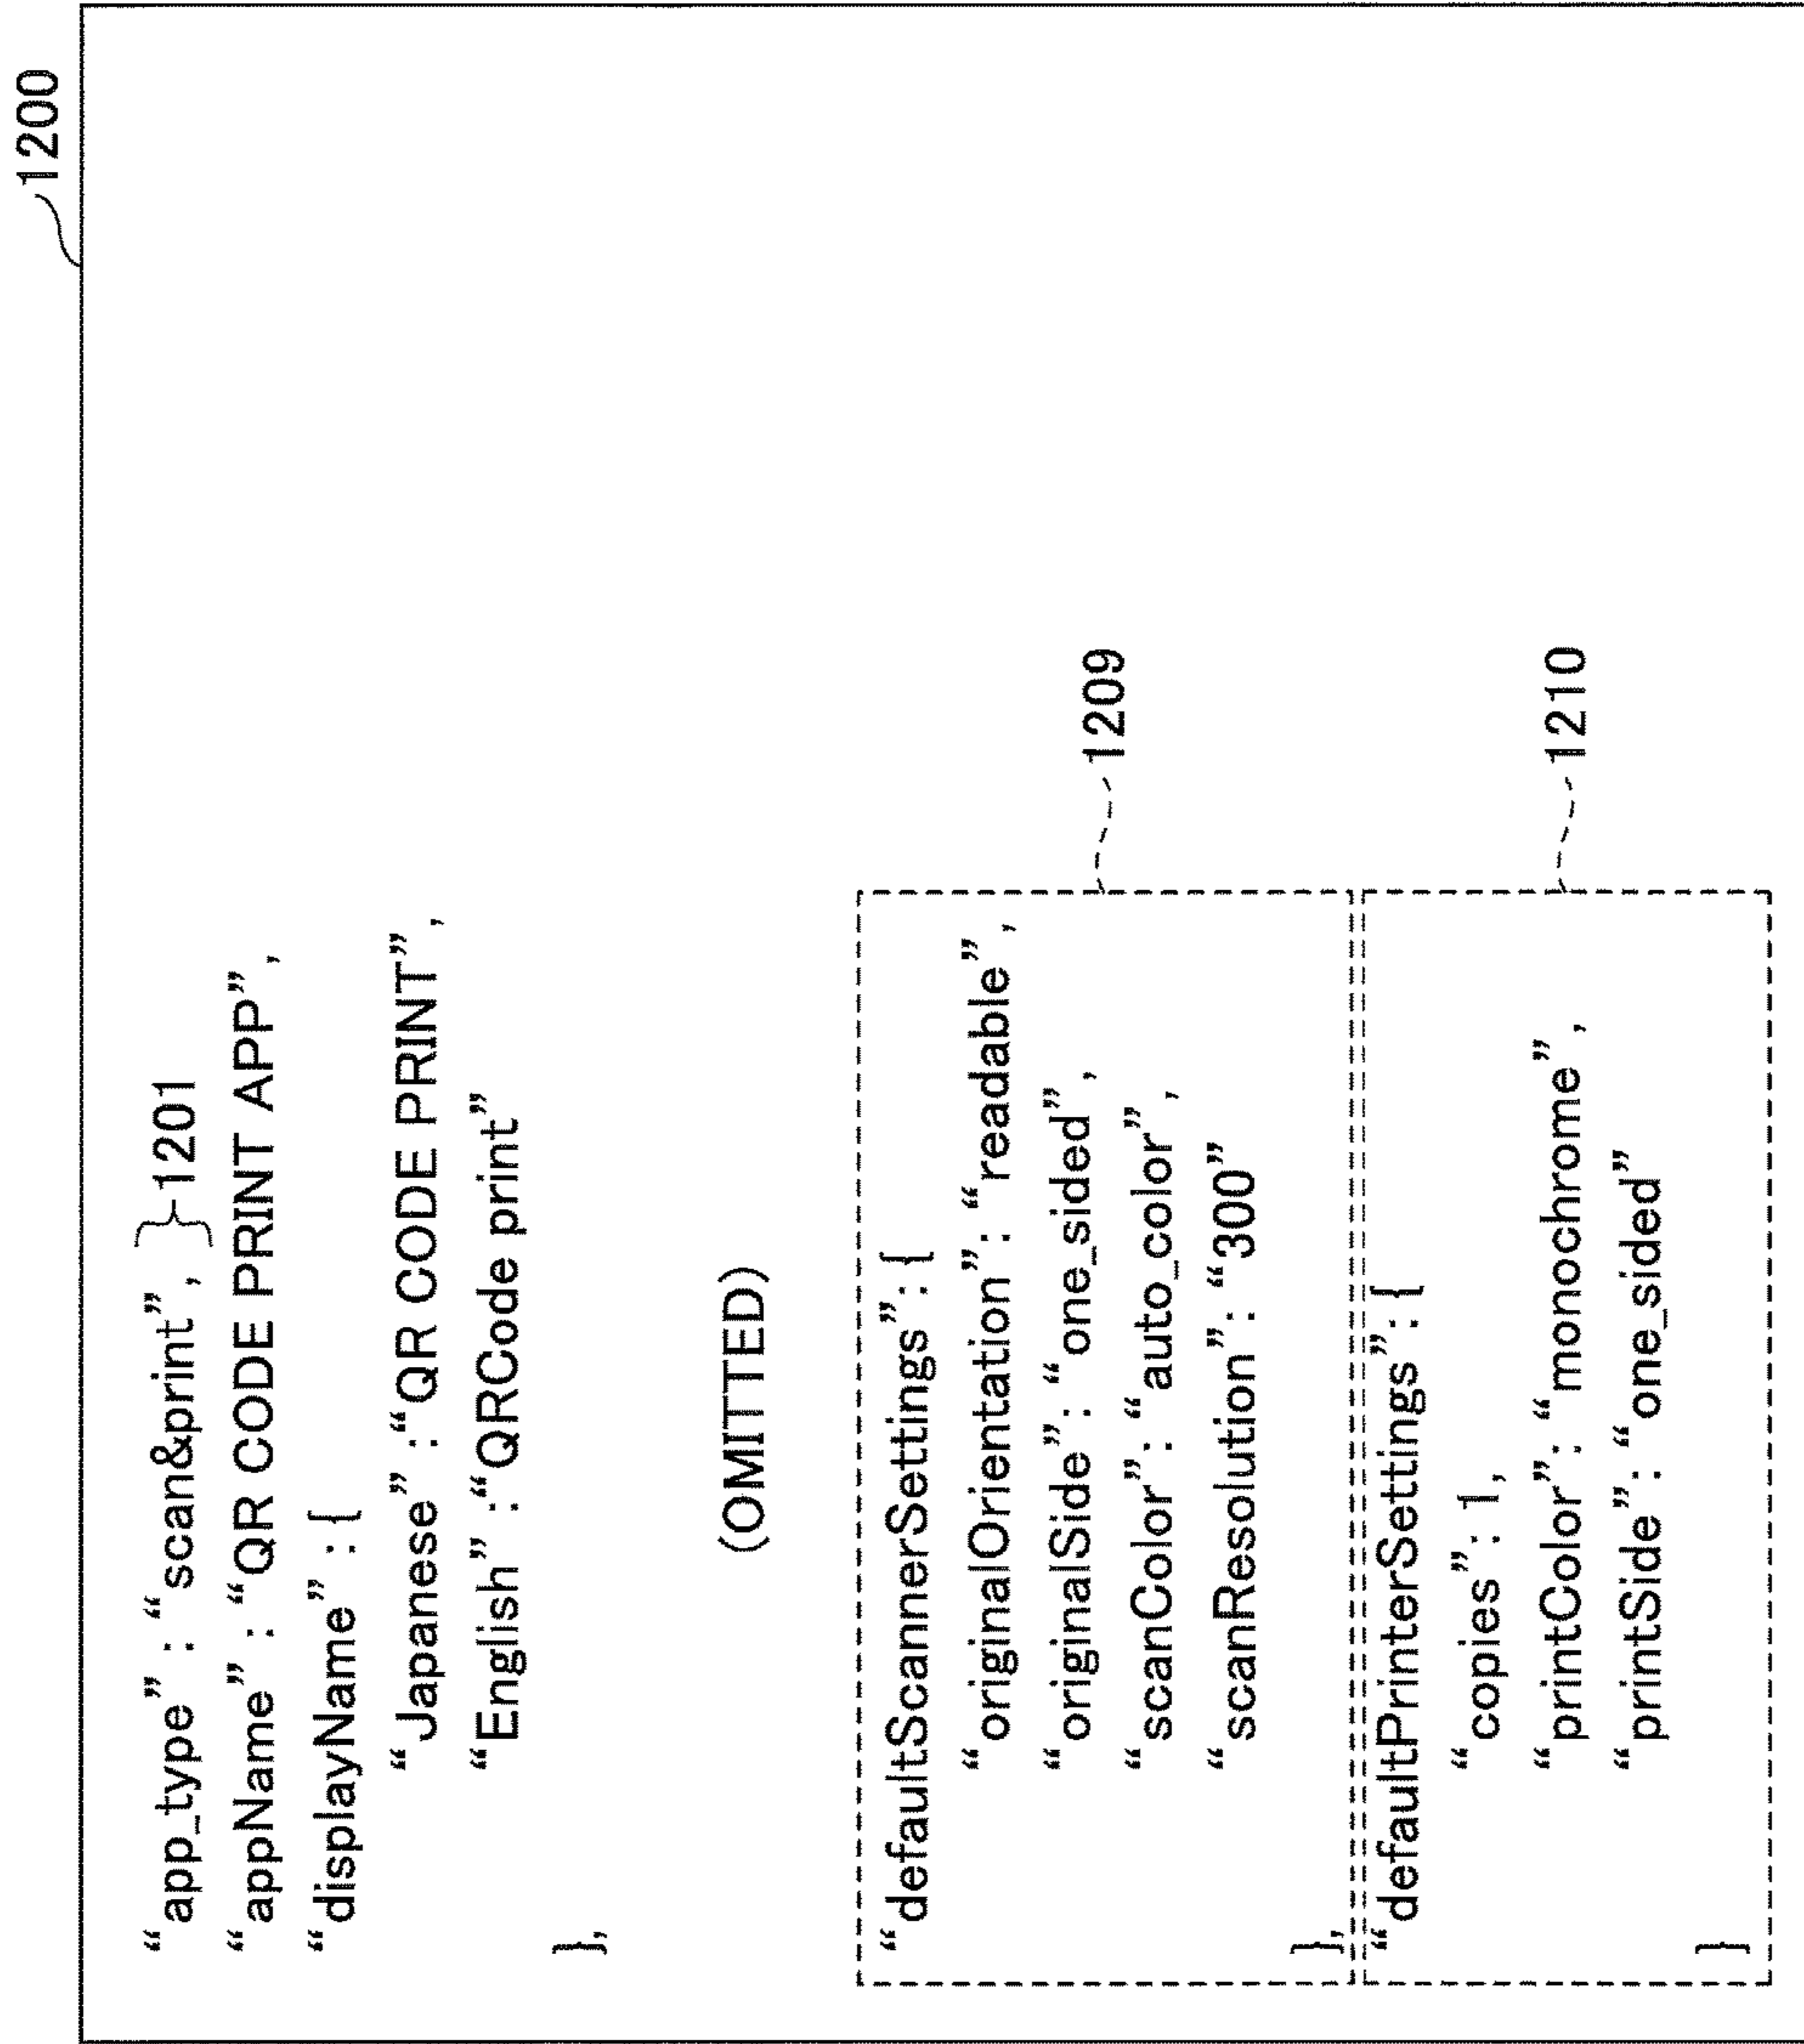 1200
“app_type” : “scan&print”, 1201
“appName” : “QR CODE PRINT APP”,
“displayName” : {
“Japanese” : “QR CODE PRINT”,
“English” : “QRCode print”
},
(OMITTED)
“defaultScannerSettings” : {
“originalOrientation” : “readable”,
“originalSide” : “one_sided”,
1209
“scanColor” : “auto_color”,
“scanResolution” : “300”
},
“defaultPrinterSettings” : {
“copies” : 1,
1210
“printColor” : “monochrome”,
“printSide” : “one_sided”
}